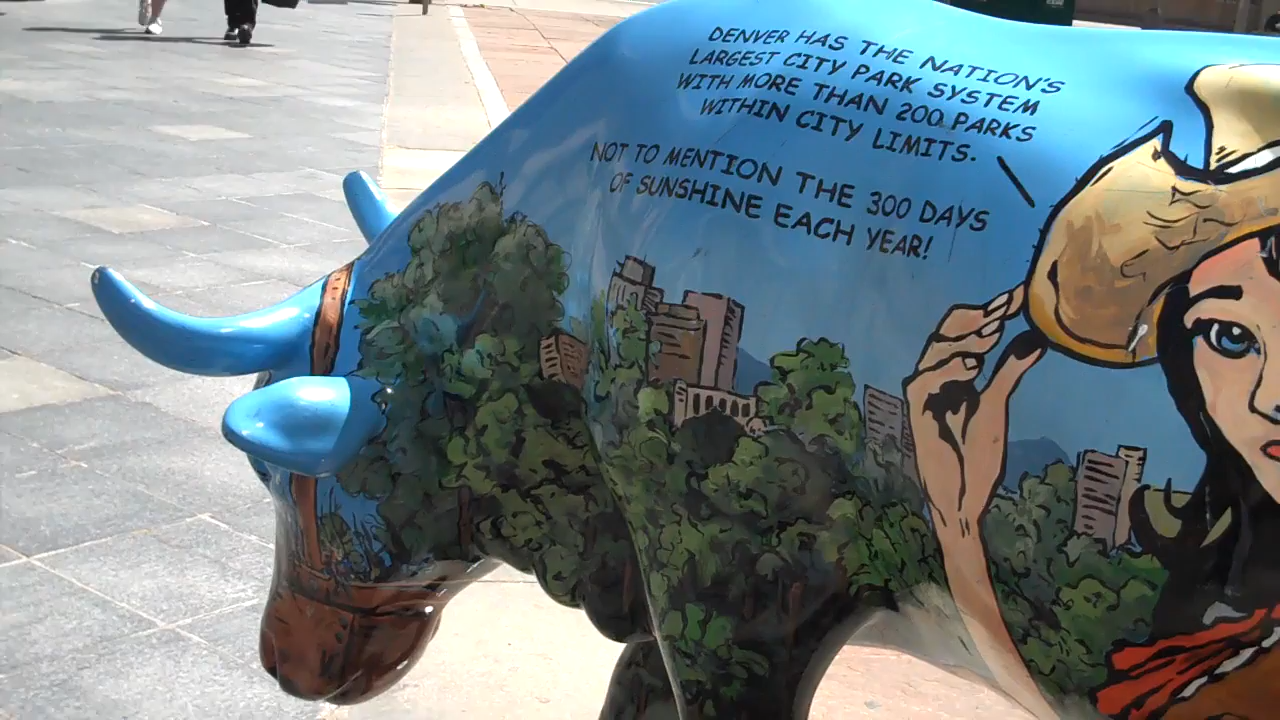 DENVER HAS THE NATION'S
LARGEST CITY PARK SYSTEM
WITH MORE THAN 200 PARKS
WITHIN CITY LIMITS.
NOT TO MENTION THE 300 DAYS
OF SUNSHINE EACH YEAR!